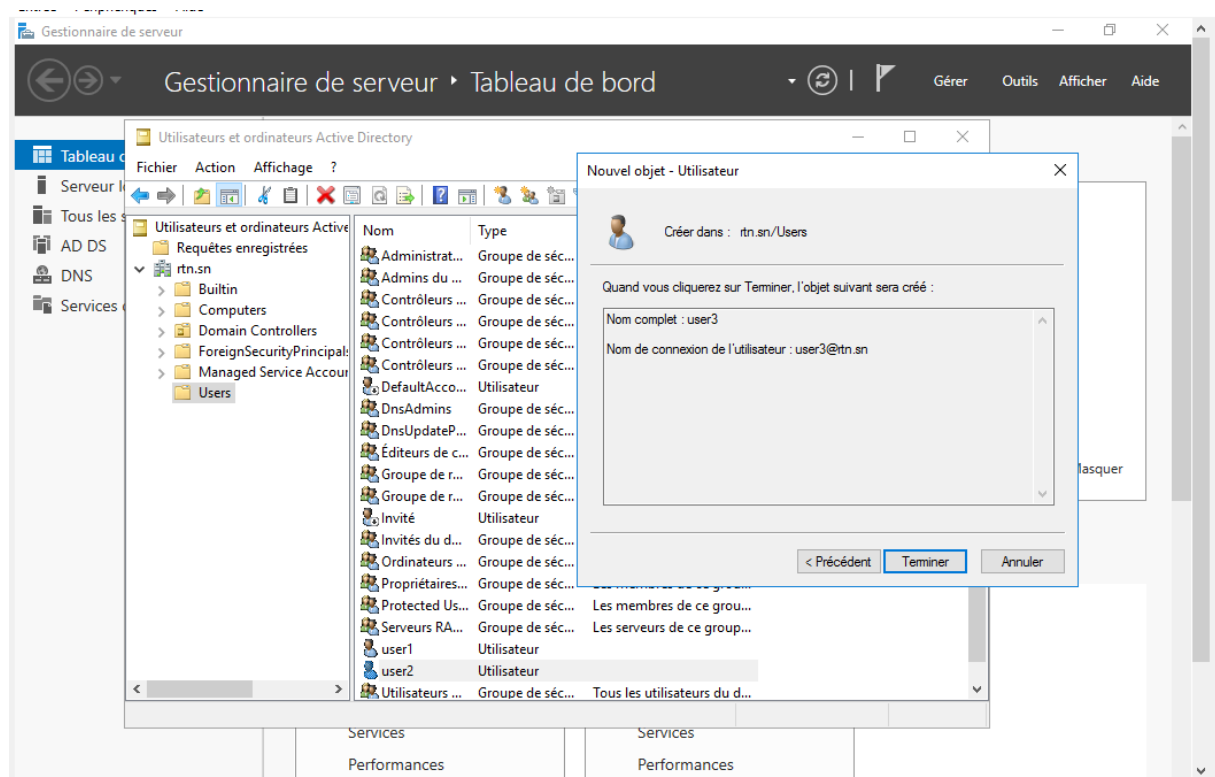 Gestionnaire de serveur
Gestionnaire de serveur Tableau de bord
Gérer Outils Afficher Aide
Tableau
Serveur
Tous les
AD DS
DNS
Services
Utilisateurs et ordinateurs Active Directory
Fichier Action Affichage ?
Utilisateurs et ordinateurs Active
Requêtes enregistrées
rtn.sn
Builtin
Computers
Domain Controllers
ForeignSecurityPrincipals
Managed Service Accour
Users
Nom Type
Administrat... Groupe de séc...
Admins du ... Groupe de séc...
Contrôleurs ... Groupe de séc...
Contrôleurs ... Groupe de séc...
Contrôleurs ... Groupe de séc...
Contrôleurs ... Groupe de séc...
DefaultAcco... Utilisateur
DnsAdmins Groupe de séc...
DnsUpdateP... Groupe de séc...
Éditeurs de c... Groupe de séc...
Groupe de r... Groupe de séc...
Groupe de r... Groupe de séc...
Invité Utilisateur
Invités du d... Groupe de séc...
Ordinateurs ... Groupe de séc...
Propriétaires... Groupe de séc...
Protected Us... Groupe de séc... Les membres de ce grou...
Serveurs RA... Groupe de séc... Les serveurs de ce group...
user1 Utilisateur
user2 Utilisateur
Utilisateurs ... Groupe de séc... Tous les utilisateurs du d...
Nouvel objet - Utilisateur
Créer dans : rtn.sn/Users
Quand vous cliquerez sur Terminer, l'objet suivant sera créé :
Nom complet : user3
Nom de connexion de l'utilisateur : user3@rtn.sn
< Précédent Terminer Annuler
Masquer
Services Services
Performances Performances